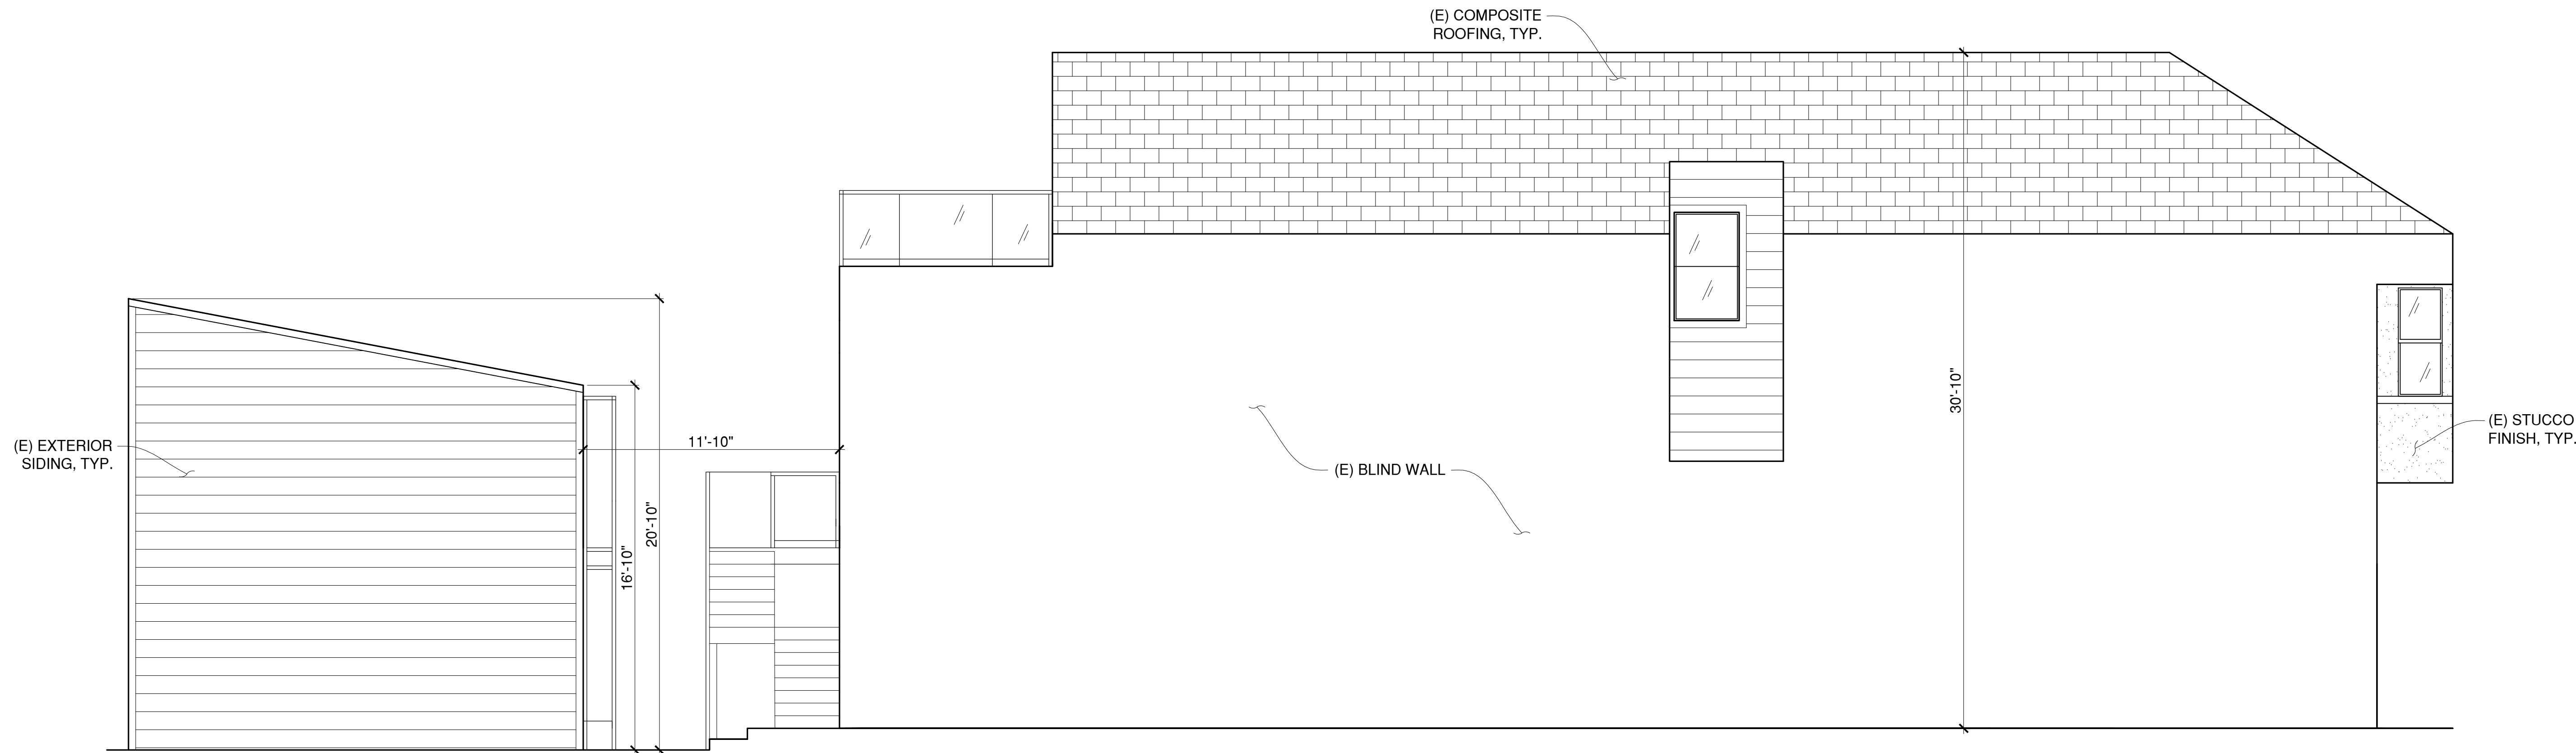 (E) COMPOSITE
ROOFING, TYP.
30'-10"
(E) EXTERIOR
SIDING, TYP.
11'-10"
20'-10"
16'-10"
(E) BLIND WALL
(E) STUCCO
FINISH, TYP.